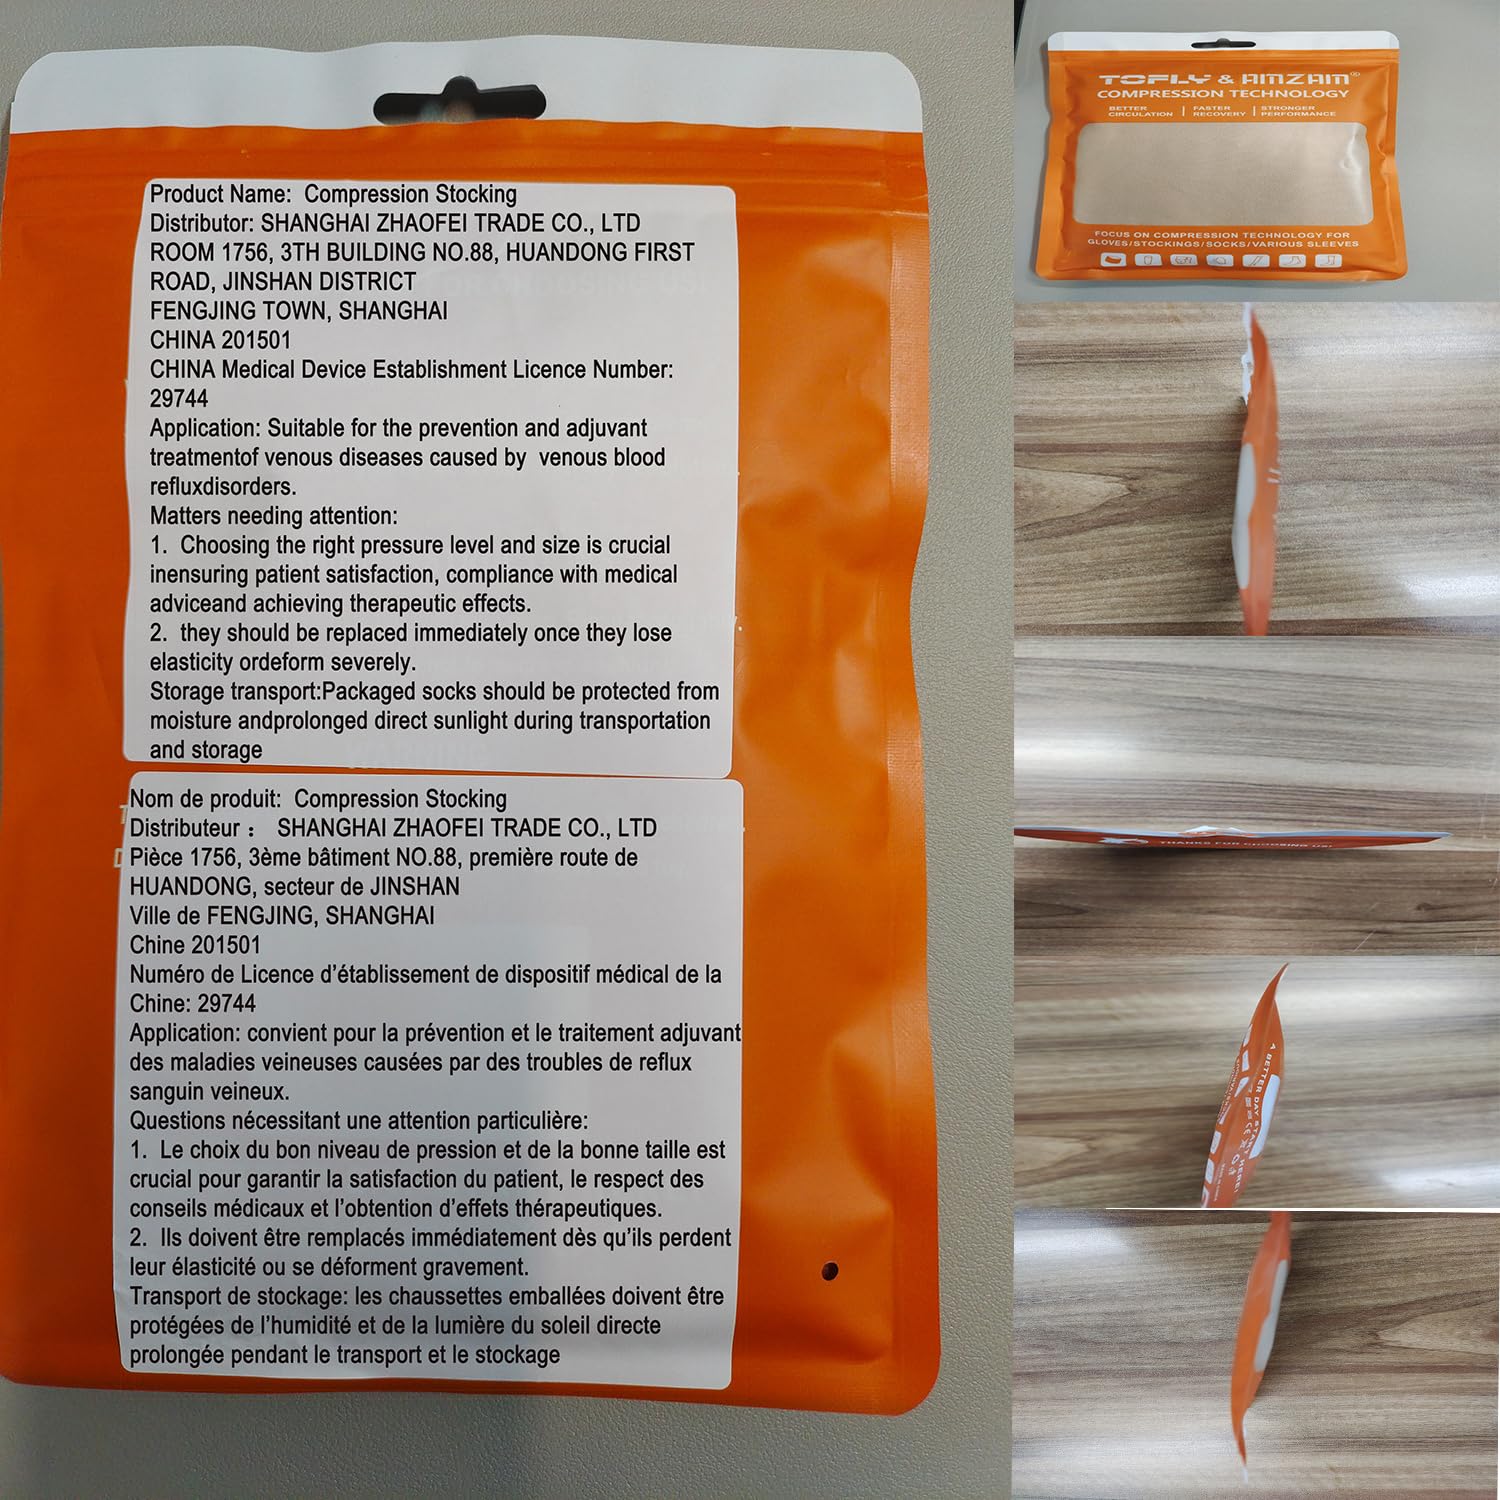 Product Name: Compression Stocking
Distributor: SHANGHAI ZHAOFEI TRADE CO., LTD
ROOM 1756, 3TH BUILDING NO.88, HUANDONG FIRST
ROAD, JINSHAN DISTRICT
FENGJING TOWN, SHANGHAI
CHINA 201501
CHINA Medical Device Establishment Licence Number:
29744
Application: Suitable for the prevention and adjuvant
treatmentof venous diseases caused by venous blood
refluxdisorders.
Matters needing attention:
1. Choosing the right pressure level and size is crucial
inensuring patient satisfaction, compliance with medical
adviceand achieving therapeutic effects.
2. they should be replaced immediately once they lose
elasticity ordeform severely.
Storage transport:Packaged socks should be protected from
moisture andprolonged direct sunlight during transportation
and storage
Nom de produit: Compression Stocking
Distributeur : SHANGHAI ZHAOFEI TRADE CO., LTD
Pièce 1756, 3ème bâtiment NO.88, première route de
HUANDONG, secteur de JINSHAN
Ville de FENGJING, SHANGHAI
Chine 201501
Numéro de Licence d'établissement de dispositif médical de la
Chine: 29744
Application: convient pour la prévention et le traitement adjuvant
des maladies veineuses causées par des troubles de reflux
sanguin veineux.
Questions nécessitant une attention particulière:
1. Le choix du bon niveau de pression et de la bonne taille est
crucial pour garantir la satisfaction du patient, le respect des
conseils médicaux et l'obtention d'effets thérapeutiques.
2. Ils doivent être remplacés immédiatement dès qu'ils perdent
leur élasticité ou se déforment gravement.
Transport de stockage: les chaussettes emballées doivent être
protégées de l'humidité et de la lumière du soleil directe
prolongée pendant le transport et le stockage
TOFLY & AMZAM®
COMPRESSION TECHNOLOGY
BETTER CIRCULATION | FASTER RECOVERY | STRONGER PERFORMANCE
FOCUS ON COMPRESSION TECHNOLOGY FOR
GLOVES/STOCKINGS/SOCKS/VARIOUS SLEEVES
THANKS FOR CHOOSING US!
A BETTER DAY START HERE!